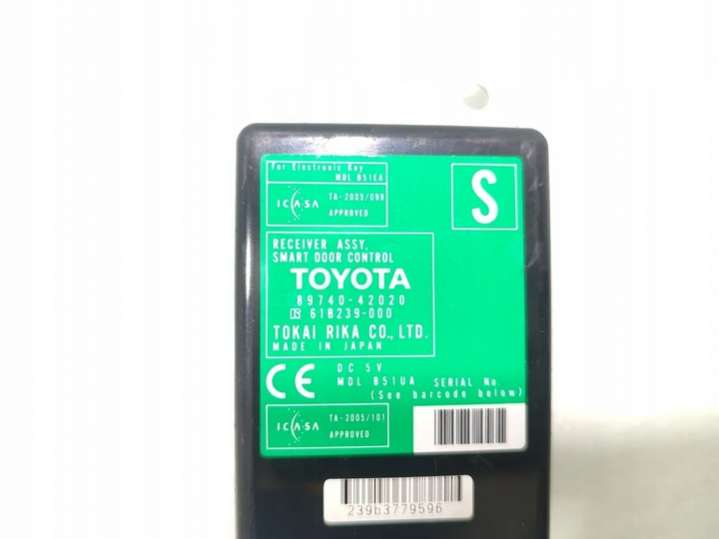 For Electronic Key
MDL B51EA
ICASA
TA-2005/098
APPROVED
S
RECEIVER ASSY,
SMART DOOR CONTROL
TOYOTA
89740-42020
618239-000
TOKAI RIKA CO., LTD.
MADE IN JAPAN
CE
DC 5V
MDL B51UA SERIAL No.
(See barcode below)
ICASA
TA-2005/101
APPROVED
239b3779596